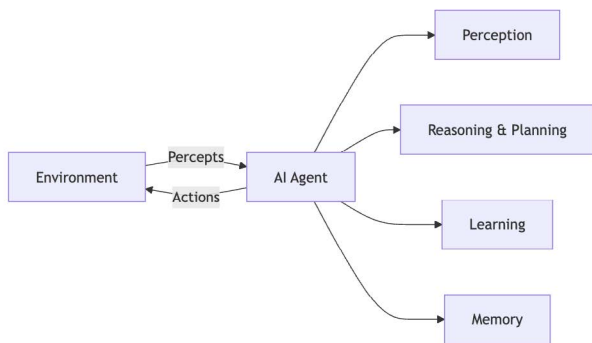 Perception
Reasoning & Planning
Percepts
Environment
AI Agent
Actions
Learning
Memory